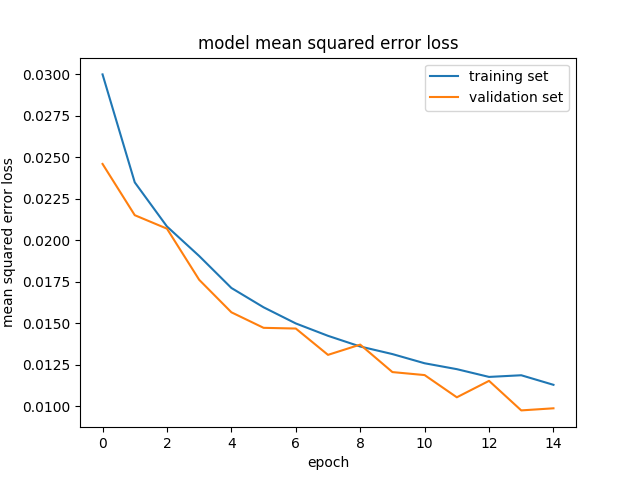 model mean squared error loss
training set
validation set
0.0300
0.0275
0.0250
0.0225
0.0200
0.0175
0.0150
0.0125
0.0100
mean squared error loss
0 2 4 6 8 10 12 14
epoch